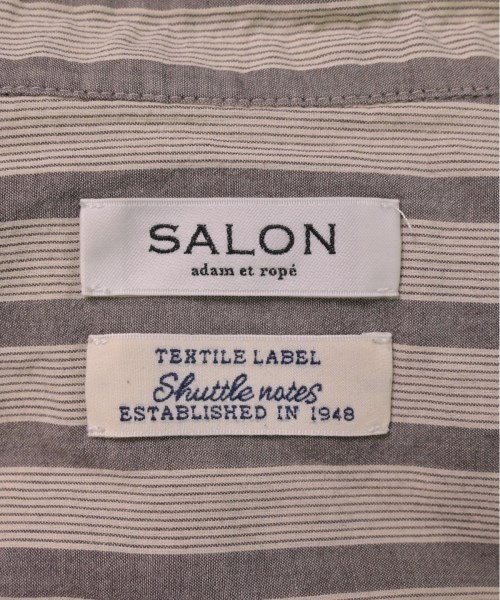 SALON
adam et ropé
TEXTILE LABEL
Shuttle notes
ESTABLISHED IN 1948